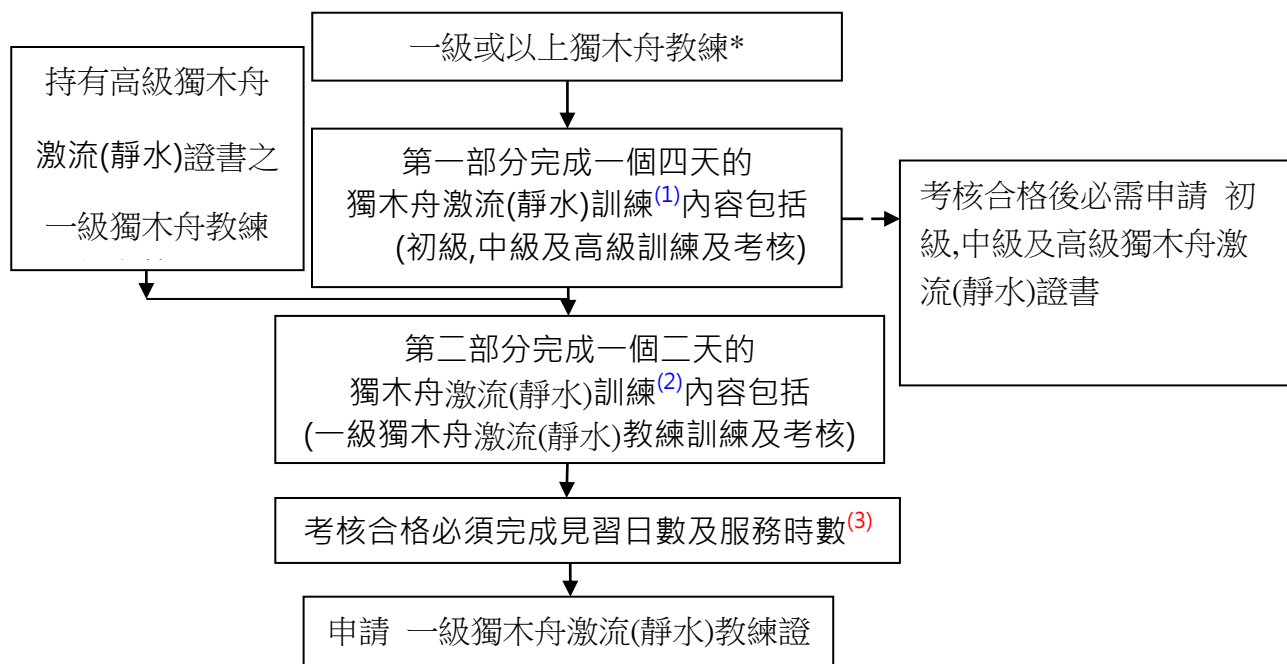 一級或以上獨木舟教練*
持有高級獨木舟
激流(靜水)證書之
一級獨木舟教練
第一部分完成一個四天的
獨木舟激流(靜水)訓練(1)內容包括
(初級,中級及高級訓練及考核)
考核合格後必需申請 初
級,中級及高級獨木舟激
流(靜水)證書
第二部分完成一個二天的
獨木舟激流(靜水)訓練(2)內容包括
(一級獨木舟激流(靜水)教練訓練及考核)
考核合格必須完成見習日數及服務時數(3)
申請 一級獨木舟激流(靜水)教練證